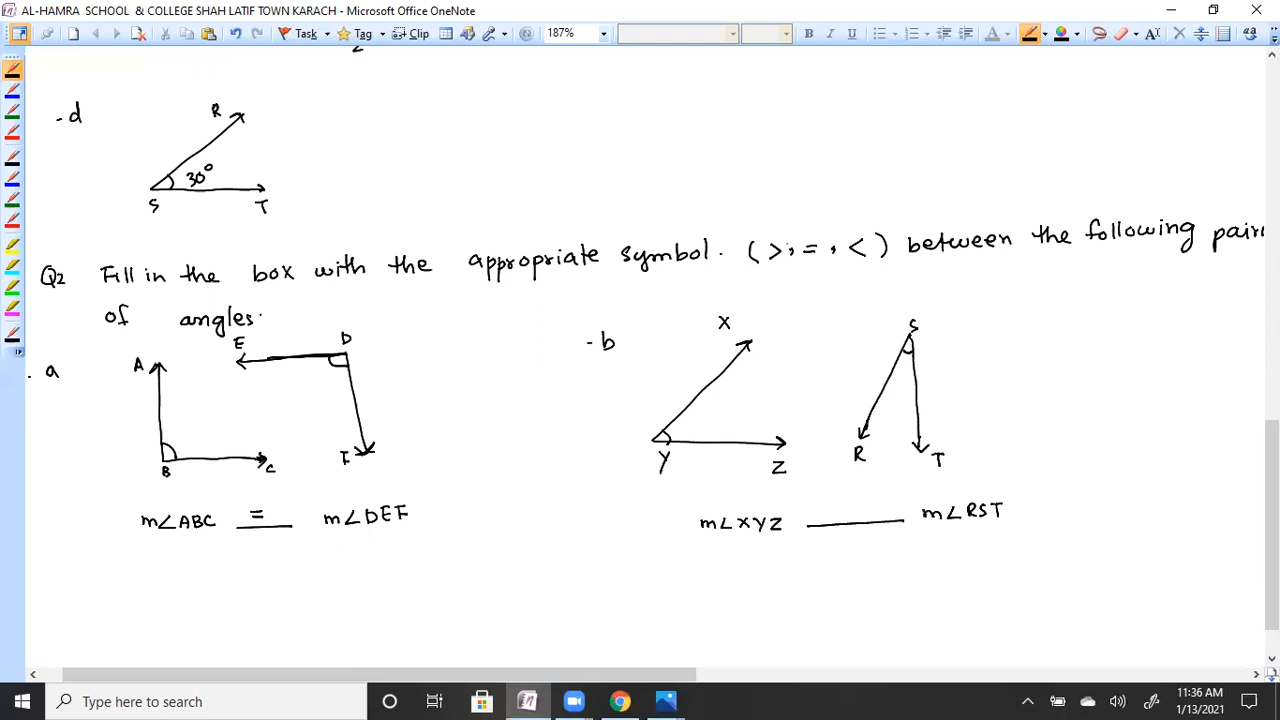 AL-HAMRA SCHOOL & COLLEGE SHAH LATIF TOWN KARACH - Microsoft Office OneNote
Task Tag Clip 187% B I U
- d
R
30°
S T
Q2 Fill in the box with the appropriate symbol. ( >, =, < ) between the following pairs
of angles.
. a
A
B C
E D
F
m∠ABC = m∠DEF
- b
X
Y Z
S
R T
m∠XYZ ______ m∠RST
Type here to search
11:36 AM
1/13/2021